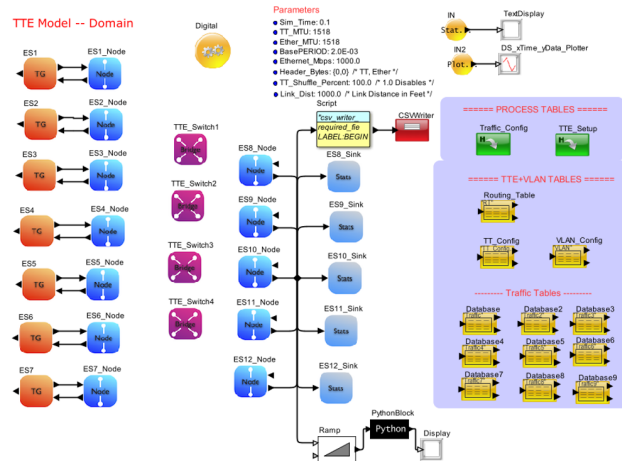 TTE Model -- Domain
Digital
Parameters
Sim_Time: 0.1
TT_MTU: 1518
Ether_MTU: 1518
BasePERIOD: 2.0E-03
Ethernet_Mbps: 1000.0
Header_Bytes: {0,0} /* TT, Ether */
TT_Shuffle_Percent: 100.0 /* 1.0 Disables */
Link_Dist: 1000.0 /* Link Distance in Feet */
IN
Stat.
TextDisplay
IN2
Plot.
DS_xTime_yData_Plotter
ES1
TG
ES1_Node
Node
ES2
TG
ES2_Node
Node
ES3
TG
ES3_Node
Node
ES4
TG
ES4_Node
Node
ES5
TG
ES5_Node
Node
ES6
TG
ES6_Node
Node
ES7
TG
ES7_Node
Node
TTE_Switch1
Bridge
TTE_Switch2
Bridge
TTE_Switch3
Bridge
TTE_Switch4
Bridge
Script
"csv_writer_
required_fie
LABEL:BEGIN
CSVWriter
ES8_Node
Node
ES8_Sink
Stats
ES9_Node
Node
ES9_Sink
Stats
ES10_Node
Node
ES10_Sink
Stats
ES11_Node
Node
ES11_Sink
Stats
ES12_Node
Node
ES12_Sink
Stats
Ramp
PythonBlock
Python
Display
====== PROCESS TABLES ======
Traffic_Config
H
TTE_Setup
H
====== TTE+VLAN TABLES ======
Routing_Table
"RT"
TT_Config
"TT_Config"
VLAN_Config
"VLAN"
--------- Traffic Tables ---------
Database
Database2
Database3
Database4
Database5
Database6
Database7
Database8
Database9